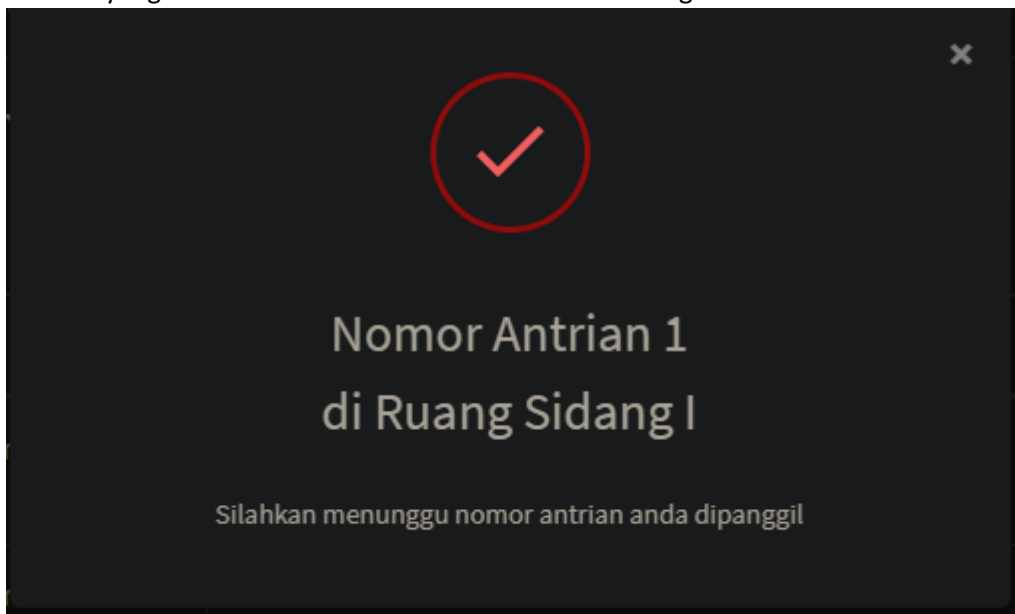 Nomor Antrian 1
di Ruang Sidang I
Silahkan menunggu nomor antrian anda dipanggil